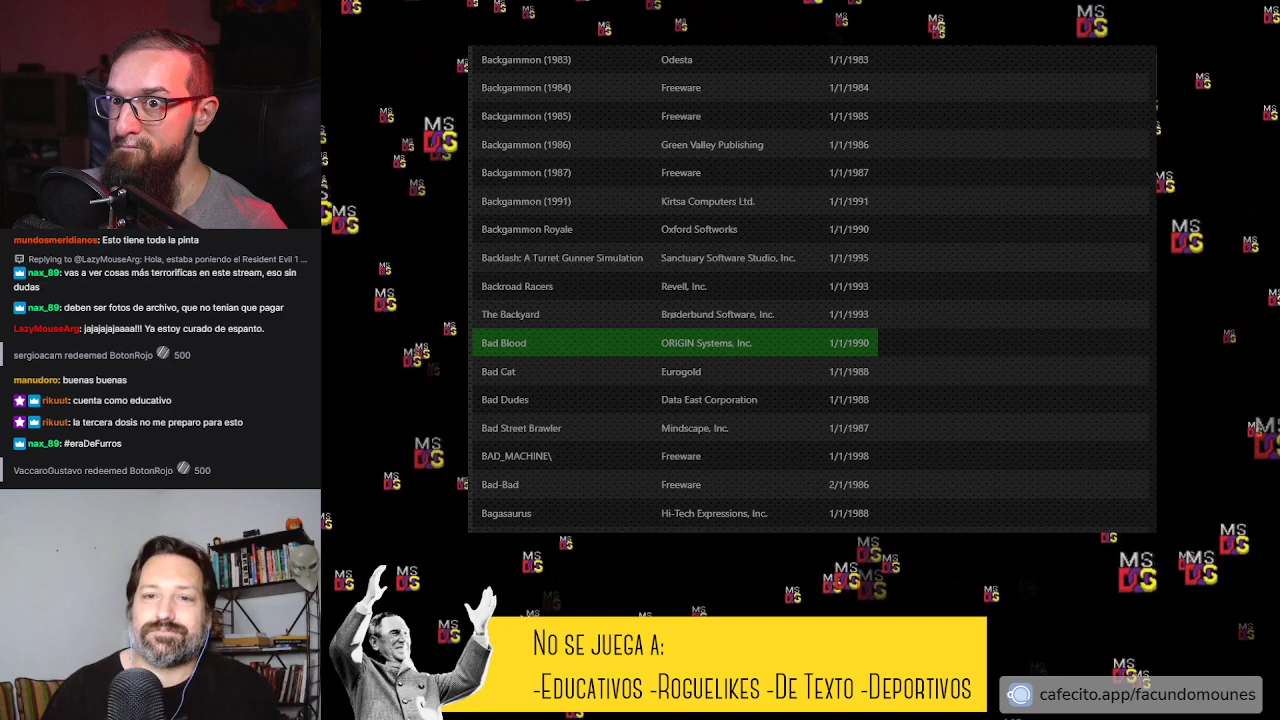 mundosmeridianos: Esto tiene toda la pinta
Replying to @LazyMouseArg: Hola, estaba poniendo el Resident Evil 1 ...
nax_89: vas a ver cosas más terrorificas en este stream, eso sin
dudas
nax_89: deben ser fotos de archivo, que no tenian que pagar
LazyMouseArg: jajajajajaaaa!!! Ya estoy curado de espanto.
sergioacam redeemed BotonRojo 500
manudoro: buenas buenas
rikuut: cuenta como educativo
rikuut: la tercera dosis no me preparo para esto
nax_89: #eraDeFurros
VaccaroGustavo redeemed BotonRojo 500
Backgammon (1983) Odesta 1/1/1983
Backgammon (1984) Freeware 1/1/1984
Backgammon (1985) Freeware 1/1/1985
Backgammon (1986) Green Valley Publishing 1/1/1986
Backgammon (1987) Freeware 1/1/1987
Backgammon (1991) Kirtsa Computers Ltd. 1/1/1991
Backgammon Royale Oxford Softworks 1/1/1990
Backlash: A Turret Gunner Simulation Sanctuary Software Studio, Inc. 1/1/1995
Backroad Racers Revell, Inc. 1/1/1993
The Backyard Brøderbund Software, Inc. 1/1/1993
Bad Blood ORIGIN Systems, Inc. 1/1/1990
Bad Cat Eurogold 1/1/1988
Bad Dudes Data East Corporation 1/1/1988
Bad Street Brawler Mindscape, Inc. 1/1/1987
BAD_MACHINE\ Freeware 1/1/1998
Bad-Bad Freeware 2/1/1986
Bagasaurus Hi-Tech Expressions, Inc. 1/1/1988
No se juega a:
-Educativos -Roguelikes -De Texto -Deportivos
cafecito.app/facundomounes
MS DOS